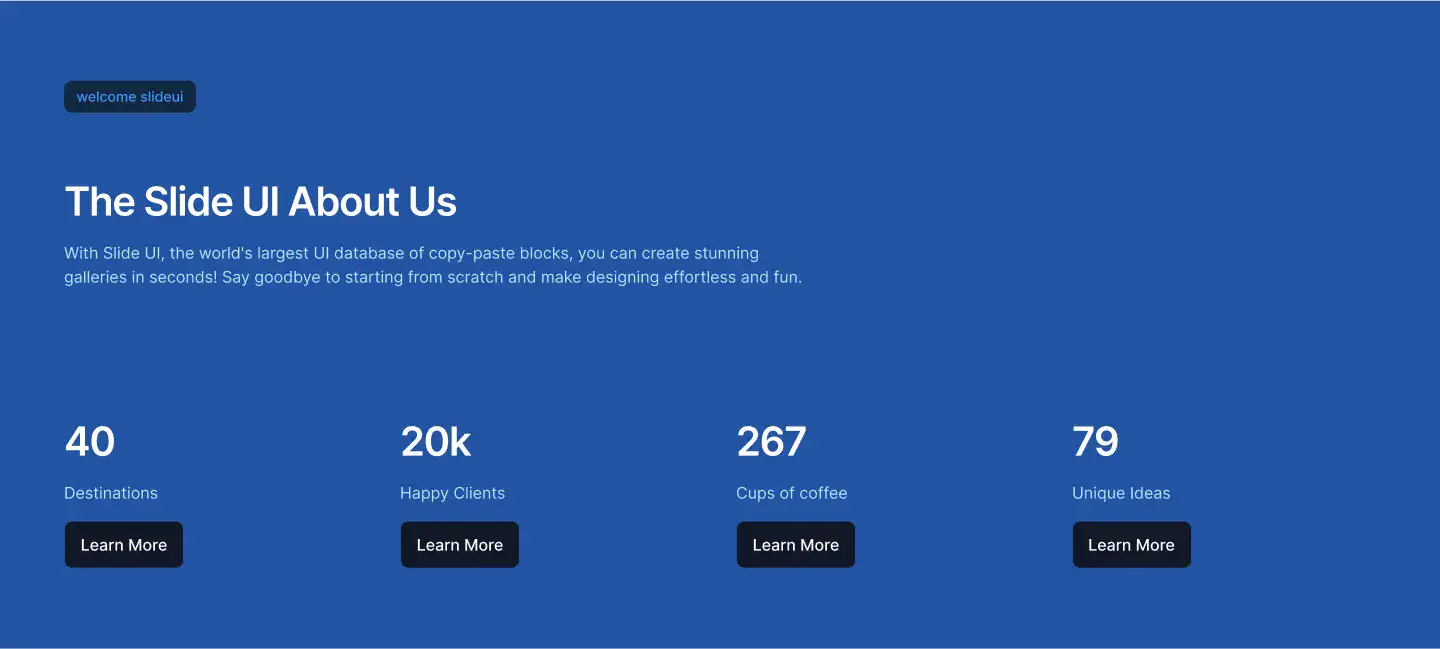 welcome slideui
The Slide UI About Us
With Slide UI, the world's largest UI database of copy-paste blocks, you can create stunning
galleries in seconds! Say goodbye to starting from scratch and make designing effortless and fun.
40
Destinations
Learn More
20k
Happy Clients
Learn More
267
Cups of coffee
Learn More
79
Unique Ideas
Learn More